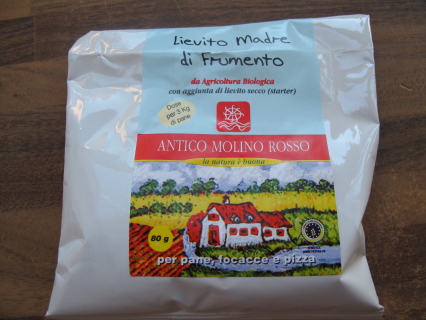 Lievito Madre
di Frumento
da Agricoltura Biologica
con aggiunta di lievito secco (starter)
Dose
per 3 Kg
di pane
ANTICO MOLINO ROSSO
la natura è buona
80 g
per pane, focacce e pizza